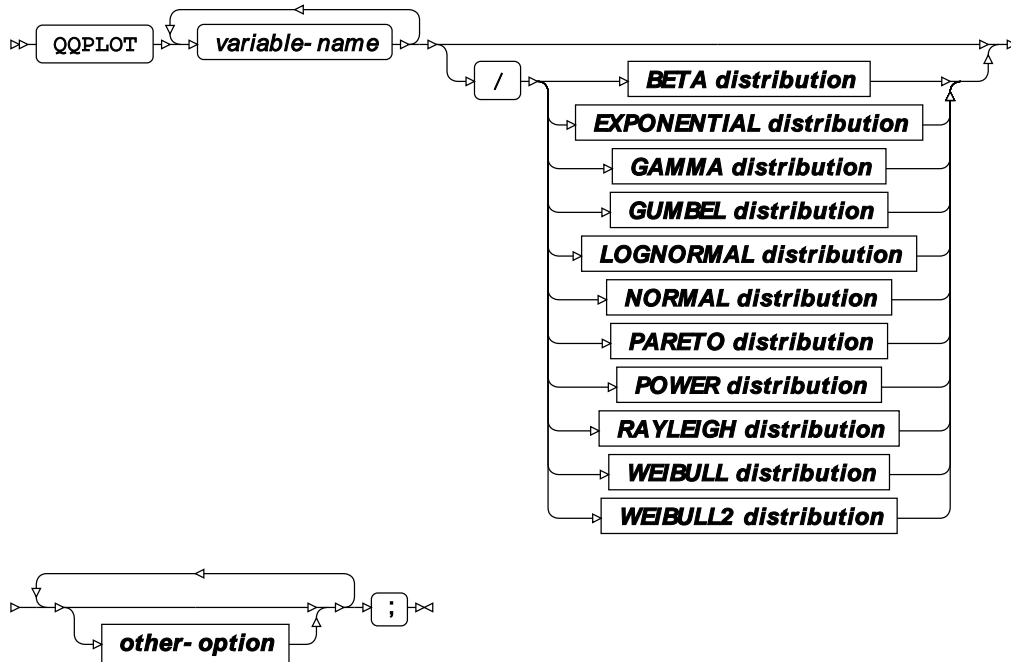 QQPLOT variable-name
/ BETA distribution
EXPONENTIAL distribution
GAMMA distribution
GUMBEL distribution
LOGNORMAL distribution
NORMAL distribution
PARETO distribution
POWER distribution
RAYLEIGH distribution
WEIBULL distribution
WEIBULL2 distribution
;
other-option